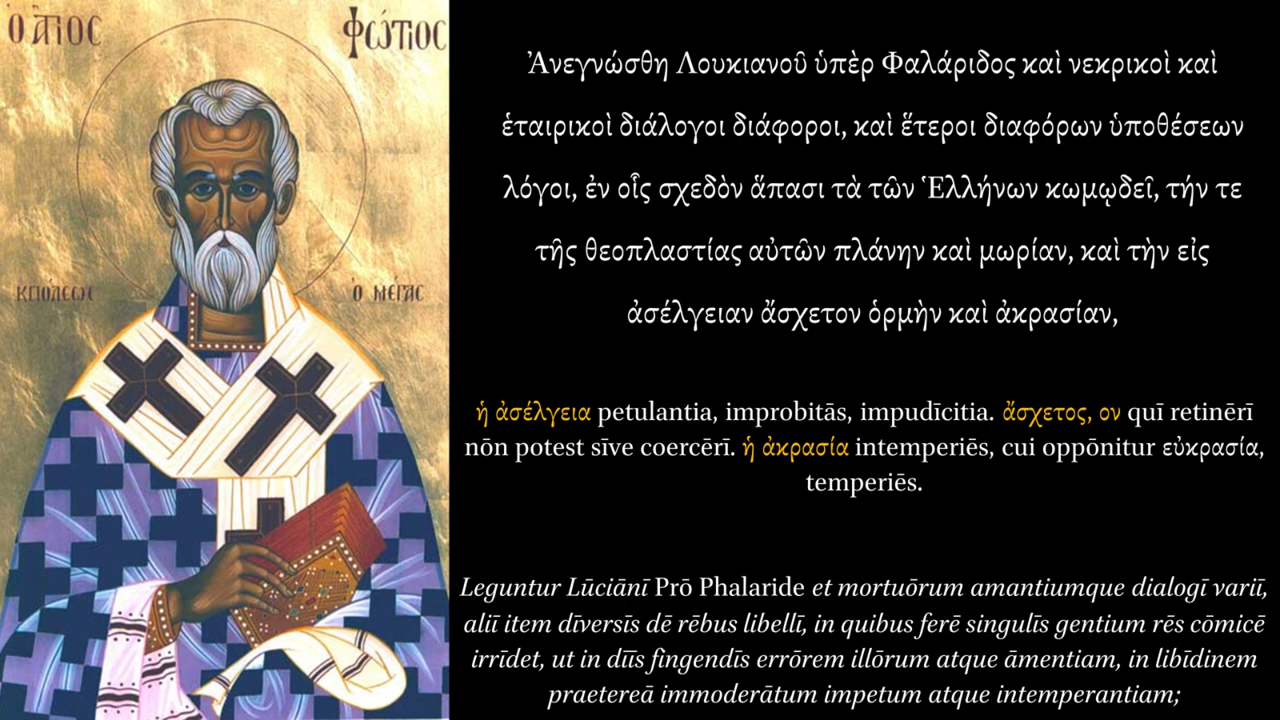 ὁ ἅγιος
Φώτιος
Κπόλεως
ὁ μέγας
Ἀνεγνώσθη Λουκιανοῦ ὑπὲρ Φαλάριδος καὶ νεκρικοὶ καὶ
ἑταιρικοὶ διάλογοι διάφοροι, καὶ ἕτεροι διαφόρων ὑποθέσεων
λόγοι, ἐν οἷς σχεδὸν ἅπασι τὰ τῶν Ἑλλήνων κωμῳδεῖ, τήν τε
τῆς θεοπλαστίας αὐτῶν πλάνην καὶ μωρίαν, καὶ τὴν εἰς
ἀσέλγειαν ἄσχετον ὁρμὴν καὶ ἀκρασίαν,
ἡ ἀσέλγεια petulantia, improbitās, impudīcitia. ἄσχετος, ον quī retinērī
nōn potest sīve coercērī. ἡ ἀκρασία intemperiēs, cui oppōnitur εὐκρασία,
temperiēs.
Leguntur Lūciānī Prō Phalaride et mortuōrum amantiumque dialogī variī,
aliī item dīversīs dē rēbus libellī, in quibus ferē singulīs gentium rēs cōmicē
irrīdet, ut in diīs fingendīs errōrem illōrum atque āmentiam, in libīdinem
praetereā immoderātum impetum atque intemperantiam;